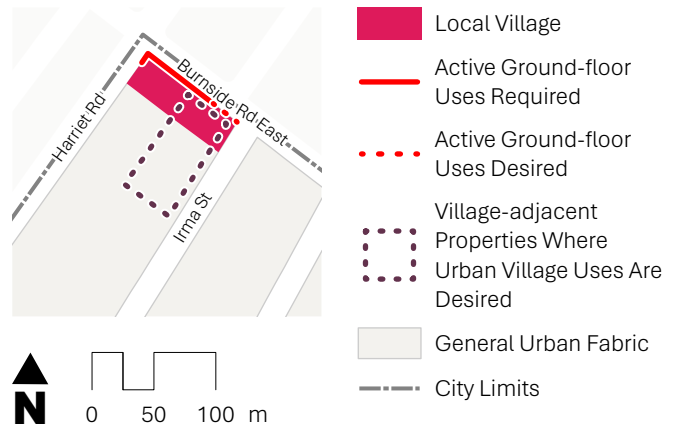 Burnside Rd East
Harriet Rd
Irma St
N
0 50 100 m
Local Village
Active Ground-floor
Uses Required
Active Ground-floor
Uses Desired
Village-adjacent
Properties Where
Urban Village Uses Are
Desired
General Urban Fabric
City Limits